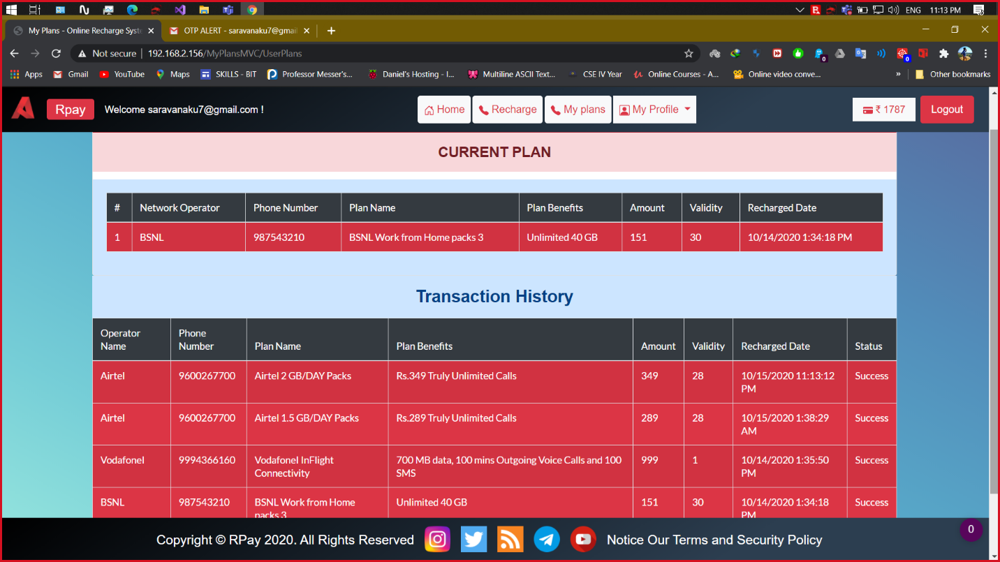 ENG 11:13 PM
My Plans - Online Recharge Syst
OTP ALERT - saravanaku7@gmai
Not secure 192.168.2.156/MyPlansMVC/UserPlans
0 0
Apps Gmail YouTube Maps SKILLS - BIT Professor Messer's... Daniel's Hosting - I... Multiline ASCII Text... CSE IV Year Online Courses - A... Online video conve... » Other bookmarks
Rpay Welcome saravanaku7@gmail.com ! Home Recharge My plans My Profile ₹ 1787 Logout
CURRENT PLAN
# Network Operator Phone Number Plan Name Plan Benefits Amount Validity Recharged Date
1 BSNL 987543210 BSNL Work from Home packs 3 Unlimited 40 GB 151 30 10/14/2020 1:34:18 PM
Transaction History
Operator Name Phone Number Plan Name Plan Benefits Amount Validity Recharged Date Status
Airtel 9600267700 Airtel 2 GB/DAY Packs Rs.349 Truly Unlimited Calls 349 28 10/15/2020 11:13:12 PM Success
Airtel 9600267700 Airtel 1.5 GB/DAY Packs Rs.289 Truly Unlimited Calls 289 28 10/15/2020 1:38:29 AM Success
Vodafonel 9994366160 Vodafonel InFlight Connectivity 700 MB data, 100 mins Outgoing Voice Calls and 100 SMS 999 1 10/14/2020 1:35:50 PM Success
BSNL 987543210 BSNL Work from Home packs 3 Unlimited 40 GB 151 30 10/14/2020 1:34:18 PM Success
Copyright © RPay 2020. All Rights Reserved Notice Our Terms and Security Policy
0